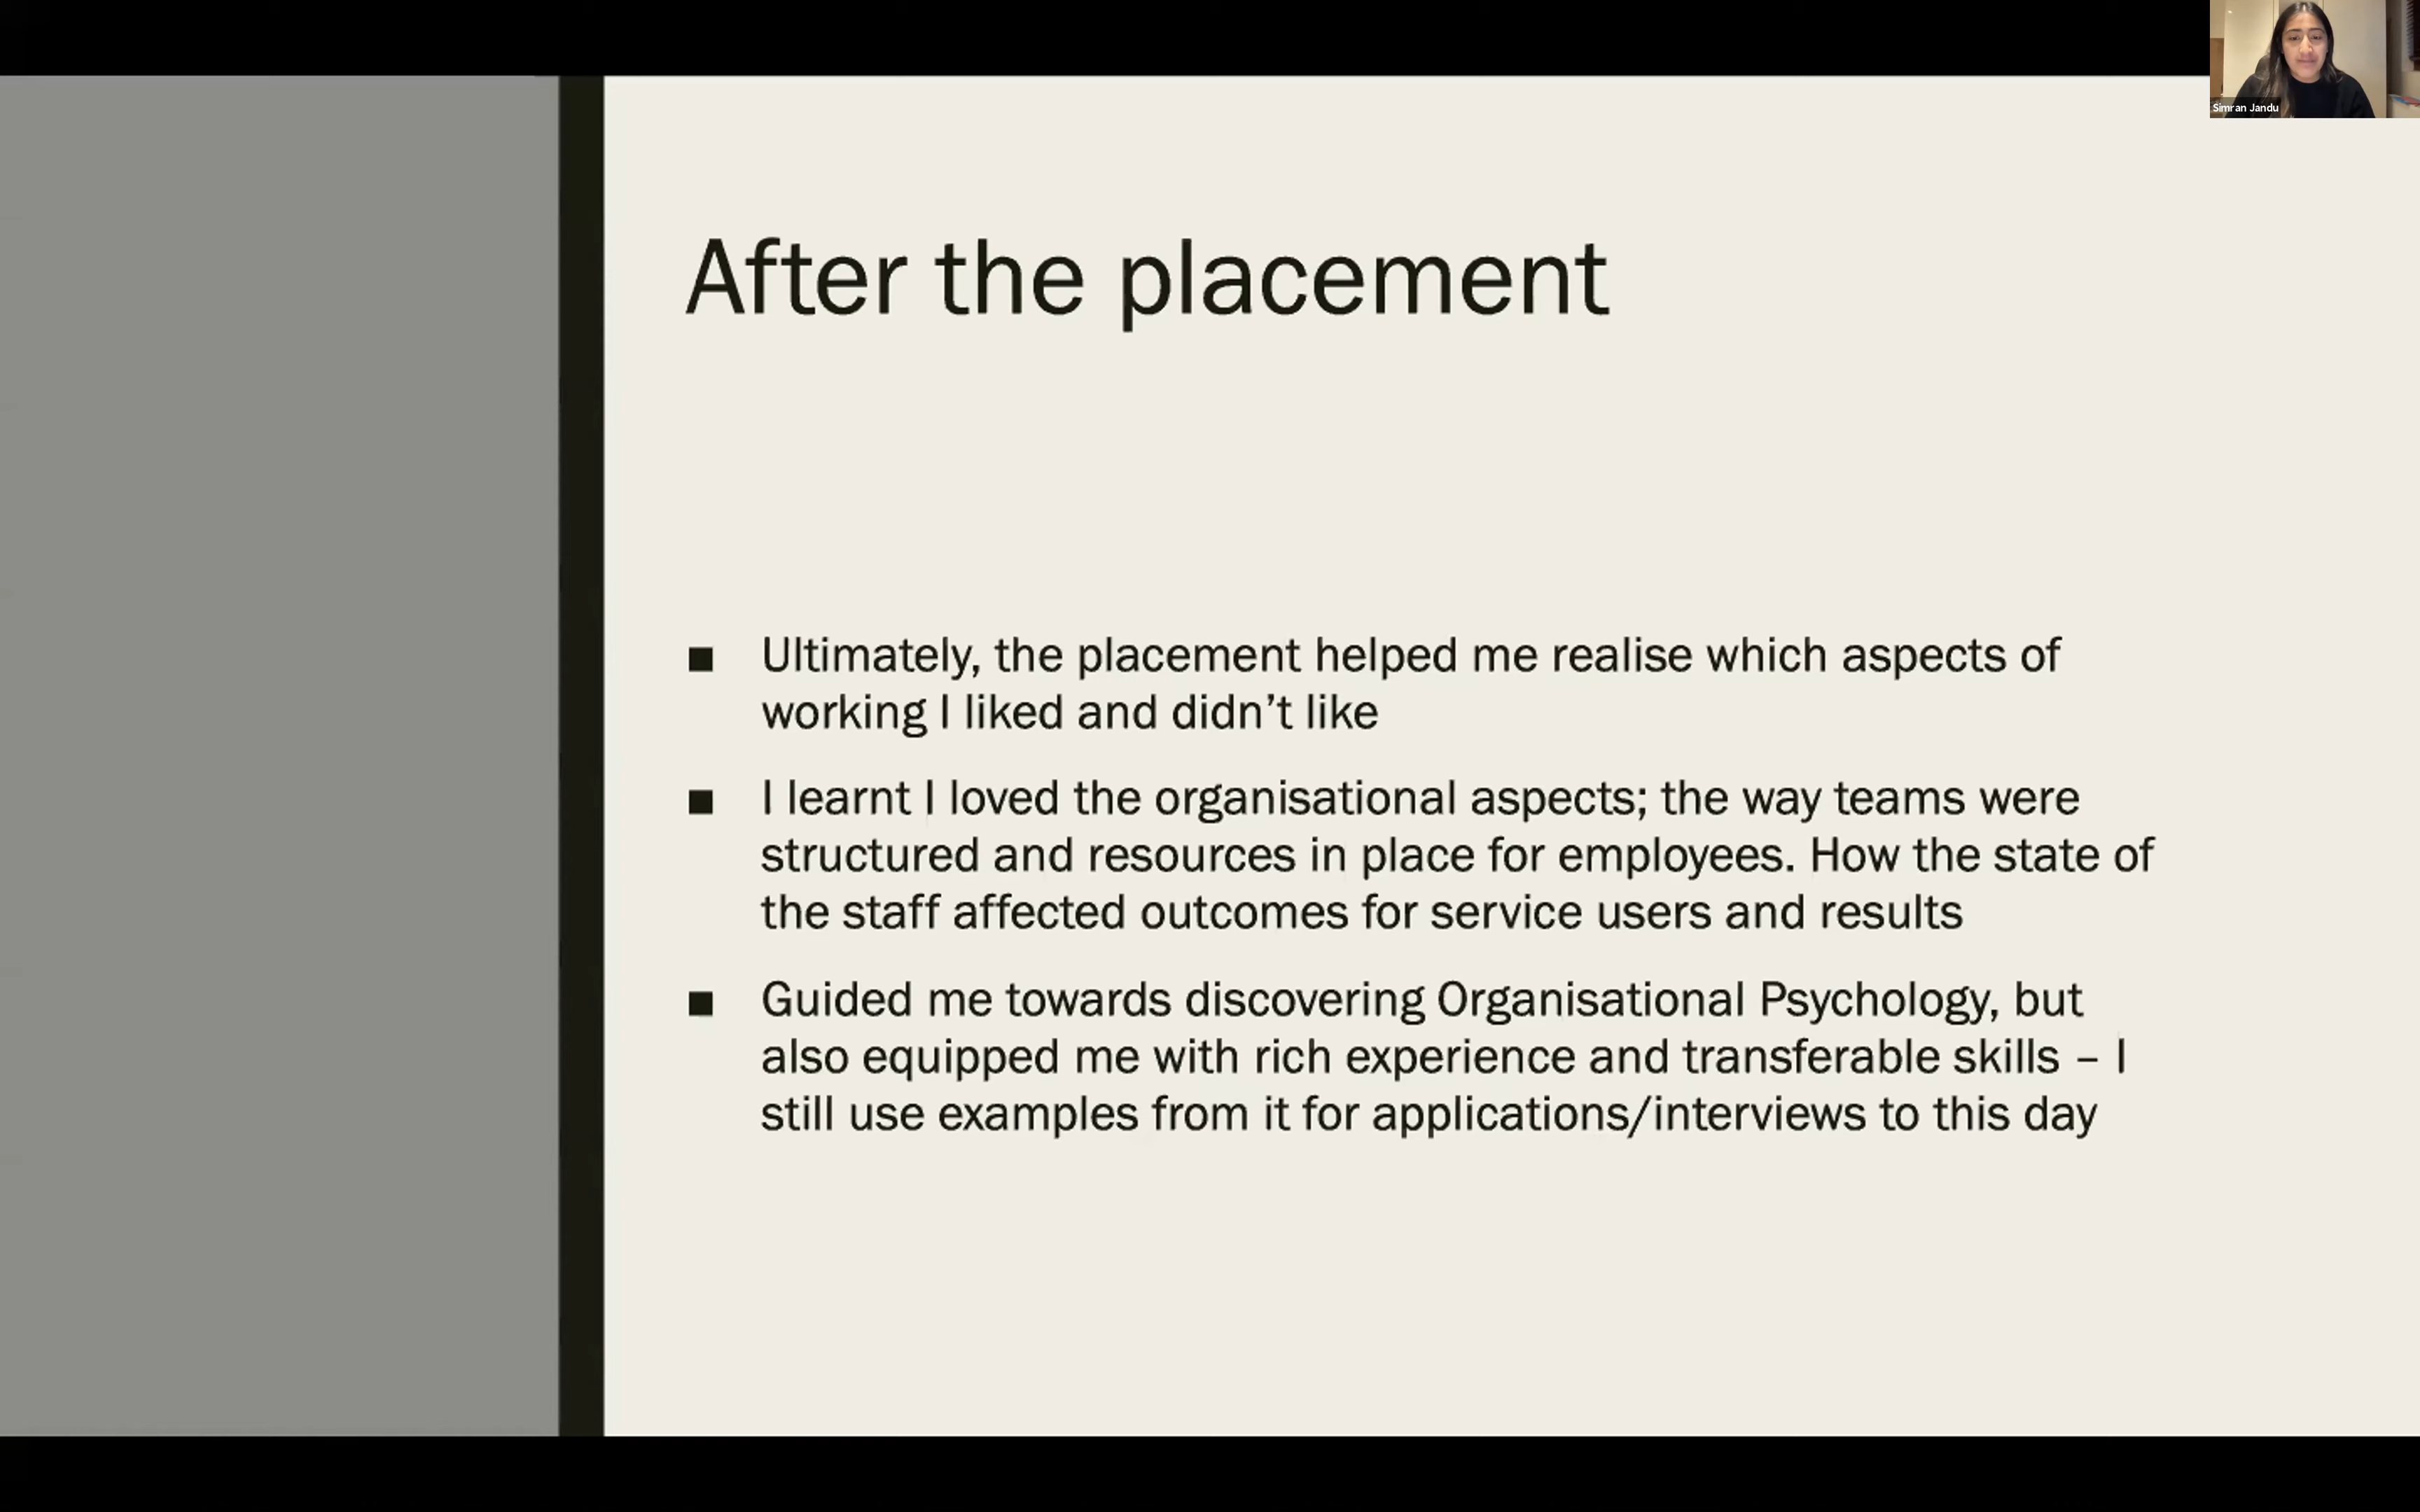 Simran Jandu
After the placement
■ Ultimately, the placement helped me realise which aspects of
working I liked and didn’t like
■ I learnt I loved the organisational aspects; the way teams were
structured and resources in place for employees. How the state of
the staff affected outcomes for service users and results
■ Guided me towards discovering Organisational Psychology, but
also equipped me with rich experience and transferable skills – I
still use examples from it for applications/interviews to this day